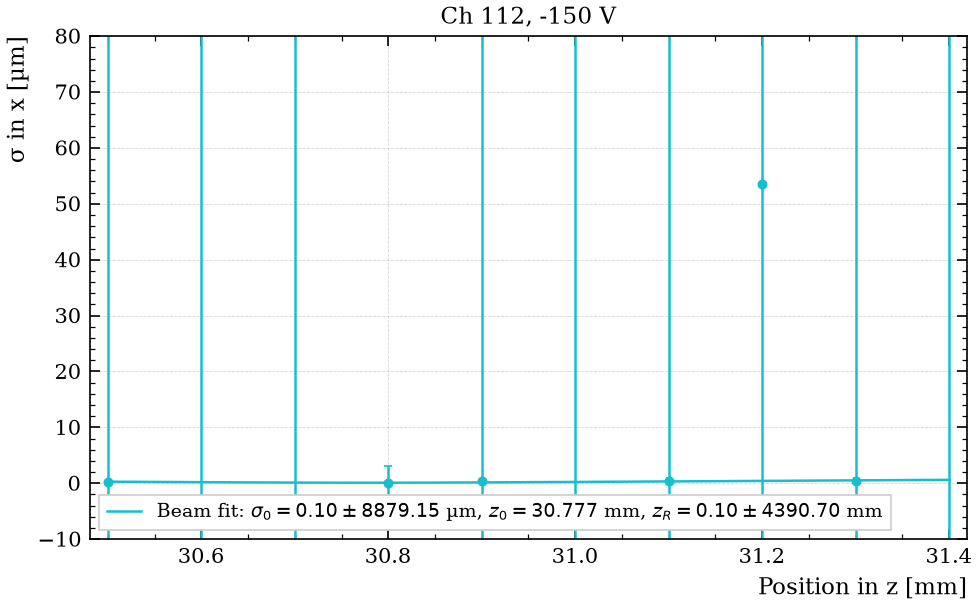 Ch 112, -150 V
σ in x [µm]
80
70
60
50
40
30
20
10
0
−10
Beam fit: σ₀ = 0.10 ± 8879.15 µm, z₀ = 30.777 mm, z_R = 0.10 ± 4390.70 mm
30.6 30.8 31.0 31.2 31.4
Position in z [mm]